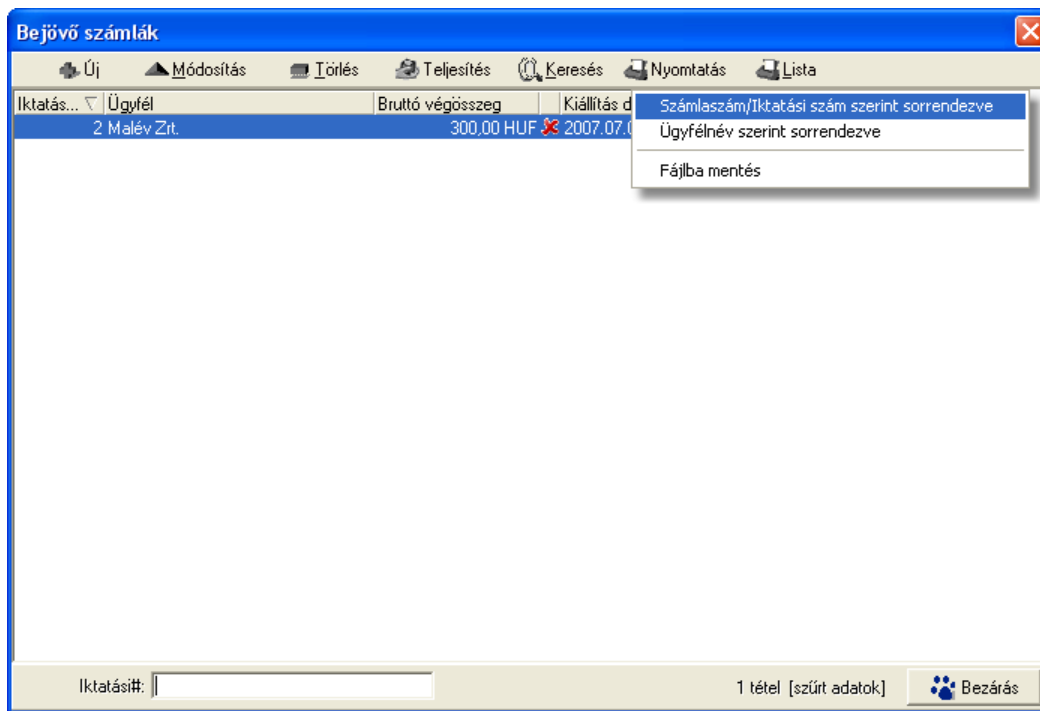 Bejövő számlák
Új Módosítás Törlés Teljesítés Keresés Nyomtatás Lista
Iktatás... Ügyfél Bruttó végösszeg Kiállítás d
2 Malév Zrt. 300,00 HUF 2007.07.0
Számlaszám/Iktatási szám szerint sorrendezve
Ügyfélnév szerint sorrendezve
Fájlba mentés
Iktatási#: 1 tétel [szűrt adatok] Bezárás